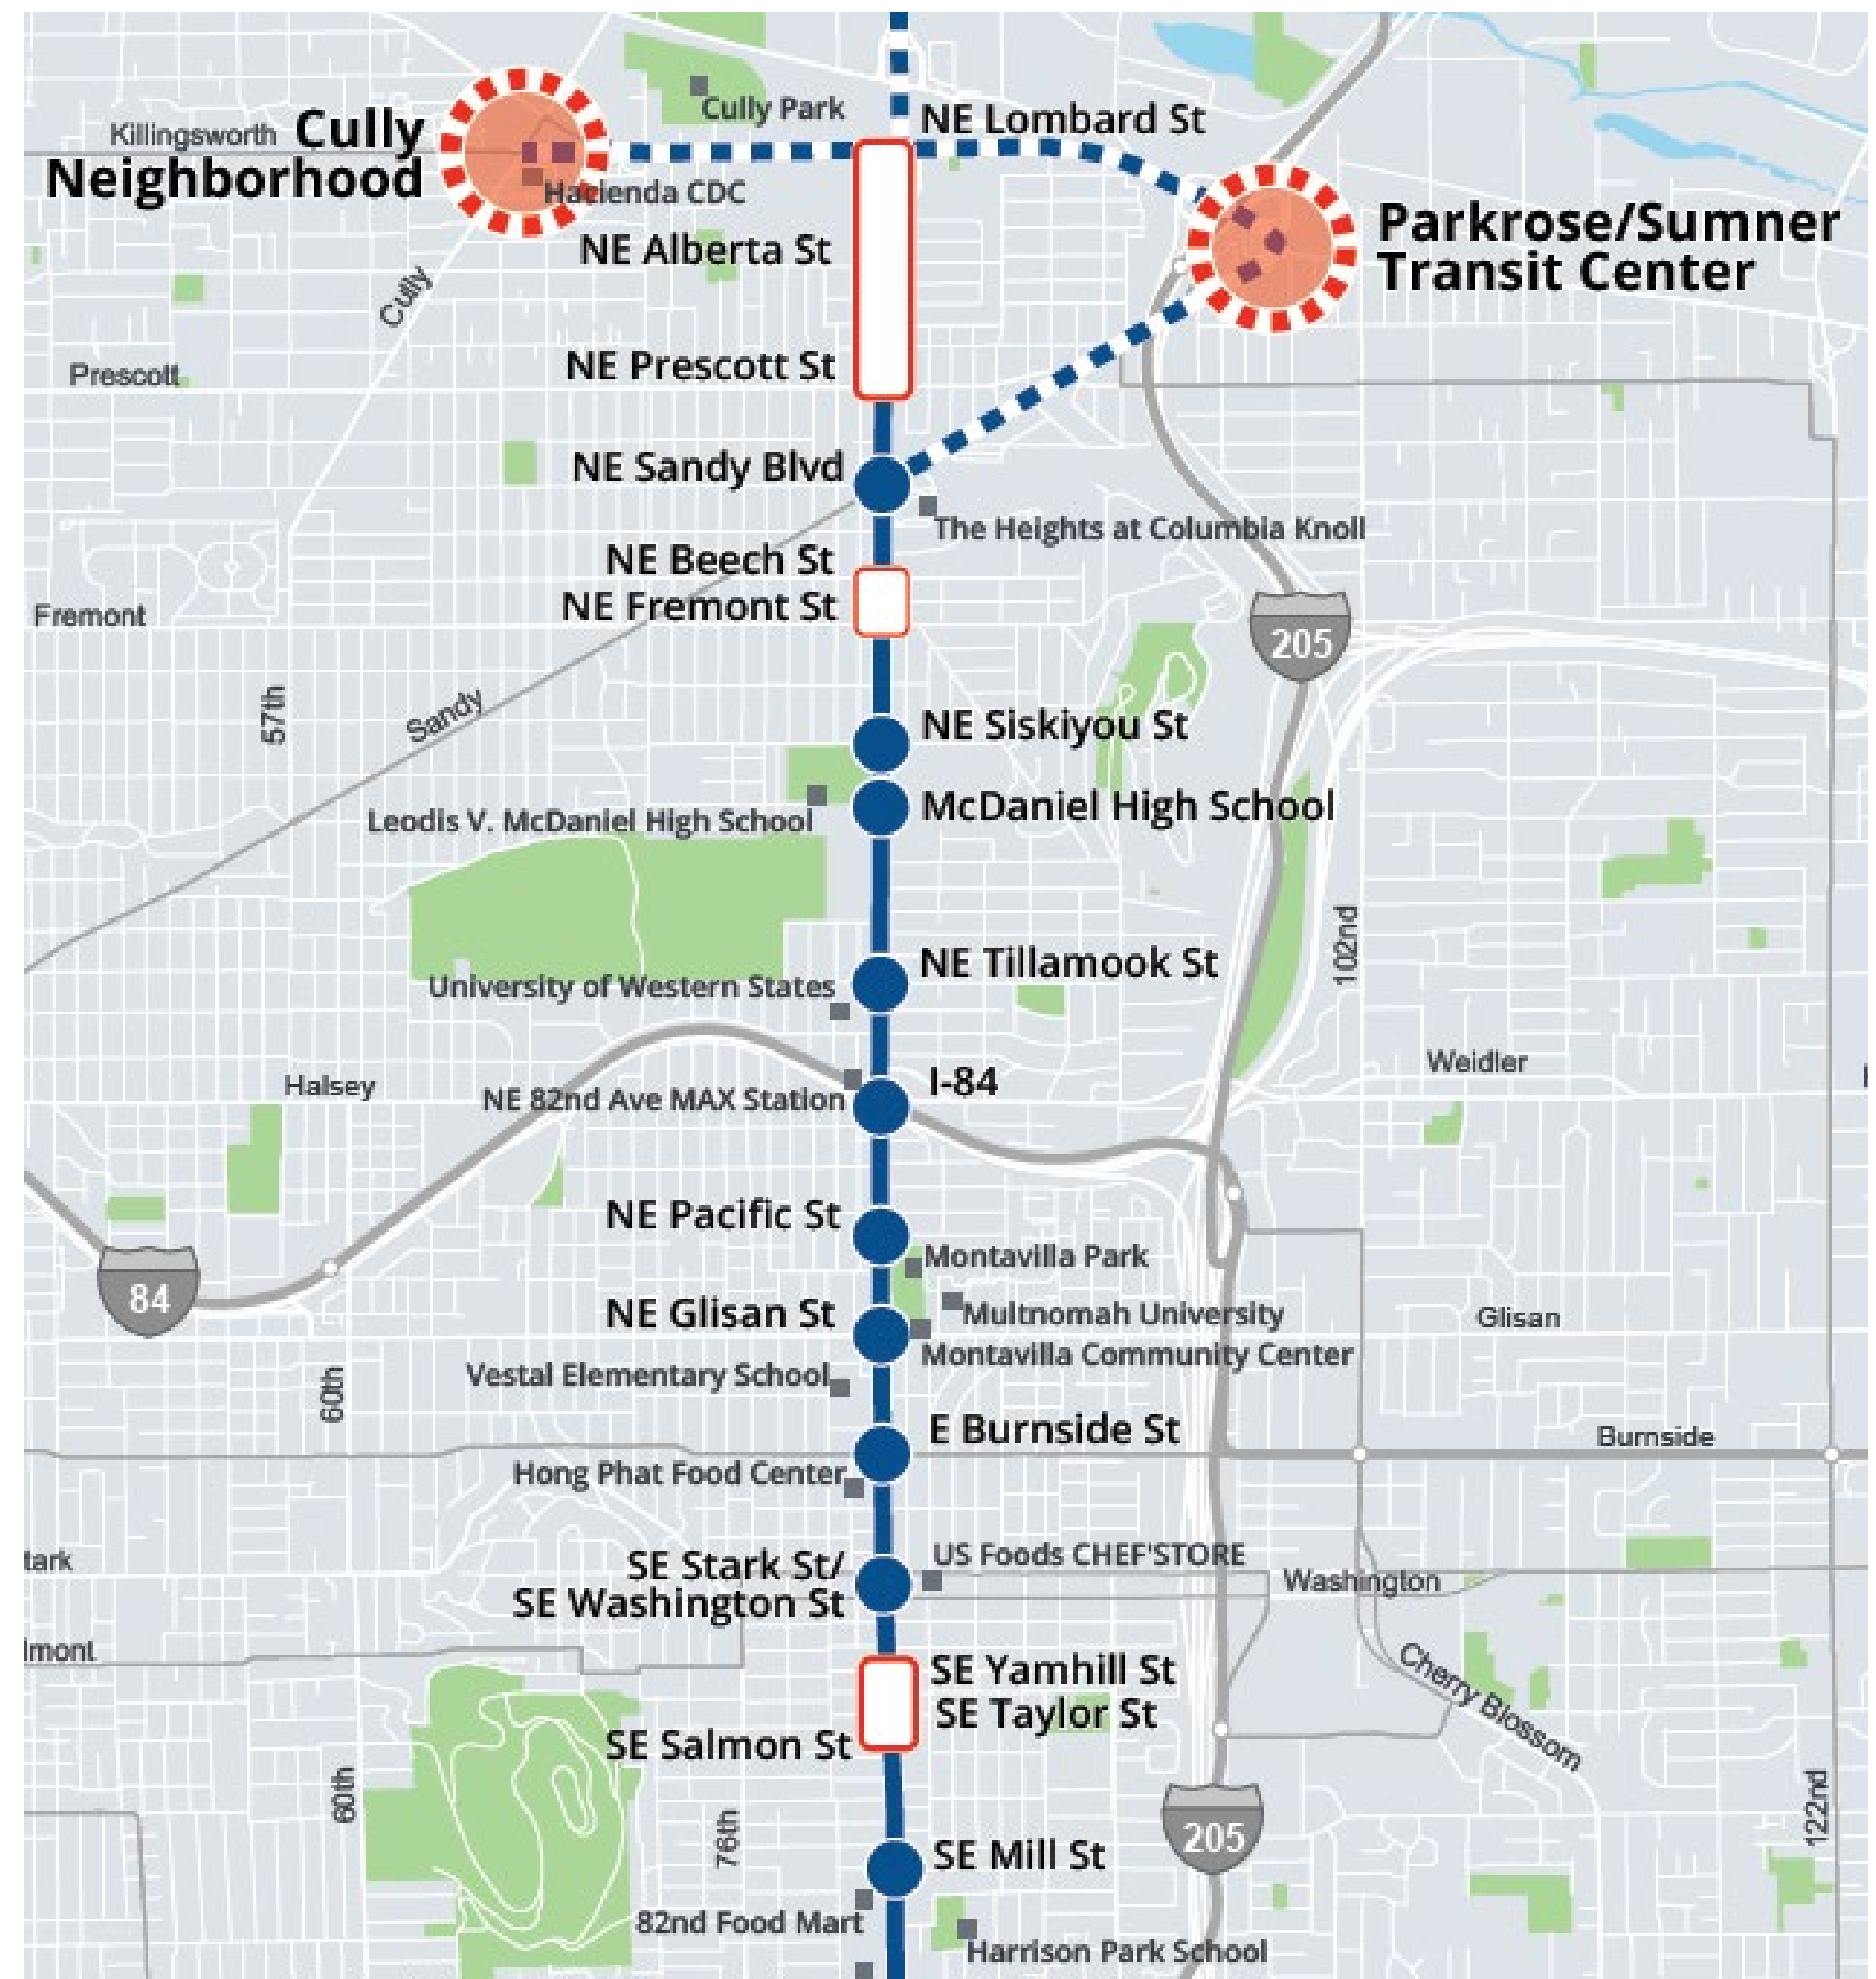 Cully Park
NE Lombard St
Killingsworth
Cully
Neighborhood
Hacienda CDC
Parkrose/Sumner
Transit Center
NE Alberta St
Cully
NE Prescott St
Prescott
NE Sandy Blvd
The Heights at Columbia Knoll
NE Beech St
NE Fremont St
Fremont
205
57th
Sandy
NE Siskiyou St
McDaniel High School
Leodis V. McDaniel High School
102nd
NE Tillamook St
University of Western States
Weidler
Halsey
I-84
NE 82nd Ave MAX Station
NE Pacific St
Montavilla Park
84
NE Glisan St
Multnomah University
Glisan
Montavilla Community Center
Vestal Elementary School
60th
E Burnside St
Burnside
Hong Phat Food Center
tark
US Foods CHEF'STORE
SE Stark St/
SE Washington St
Washington
lmont
SE Yamhill St
SE Taylor St
Cherry Blossom
SE Salmon St
60th
76th
205
122nd
SE Mill St
82nd Food Mart
Harrison Park School